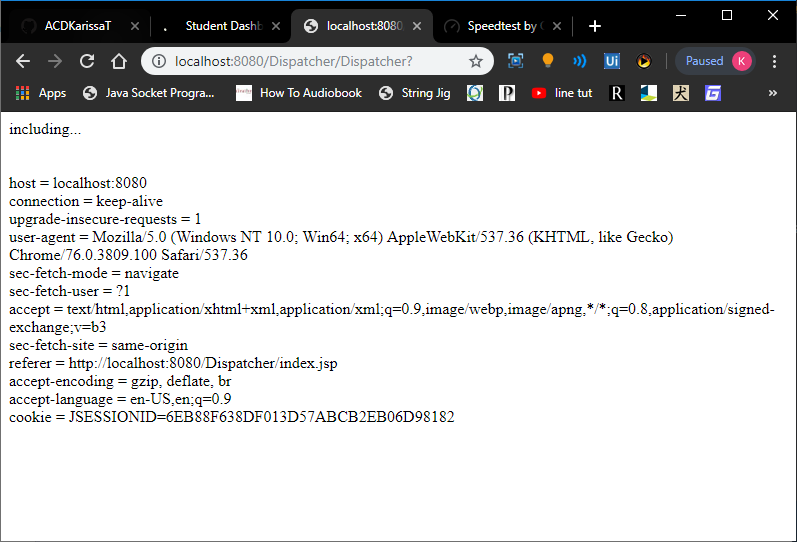 ACDKarissaT
Student Dashb
localhost:8080
Speedtest by
localhost:8080/Dispatcher/Dispatcher?
Ui
Paused
K
Apps
Java Socket Progra...
How To Audiobook
String Jig
P
line tut
R
犬
G
»
including...
host = localhost:8080
connection = keep-alive
upgrade-insecure-requests = 1
user-agent = Mozilla/5.0 (Windows NT 10.0; Win64; x64) AppleWebKit/537.36 (KHTML, like Gecko)
Chrome/76.0.3809.100 Safari/537.36
sec-fetch-mode = navigate
sec-fetch-user = ?1
accept = text/html,application/xhtml+xml,application/xml;q=0.9,image/webp,image/apng,*/*;q=0.8,application/signed-
exchange;v=b3
sec-fetch-site = same-origin
referer = http://localhost:8080/Dispatcher/index.jsp
accept-encoding = gzip, deflate, br
accept-language = en-US,en;q=0.9
cookie = JSESSIONID=6EB88F638DF013D57ABCB2EB06D98182